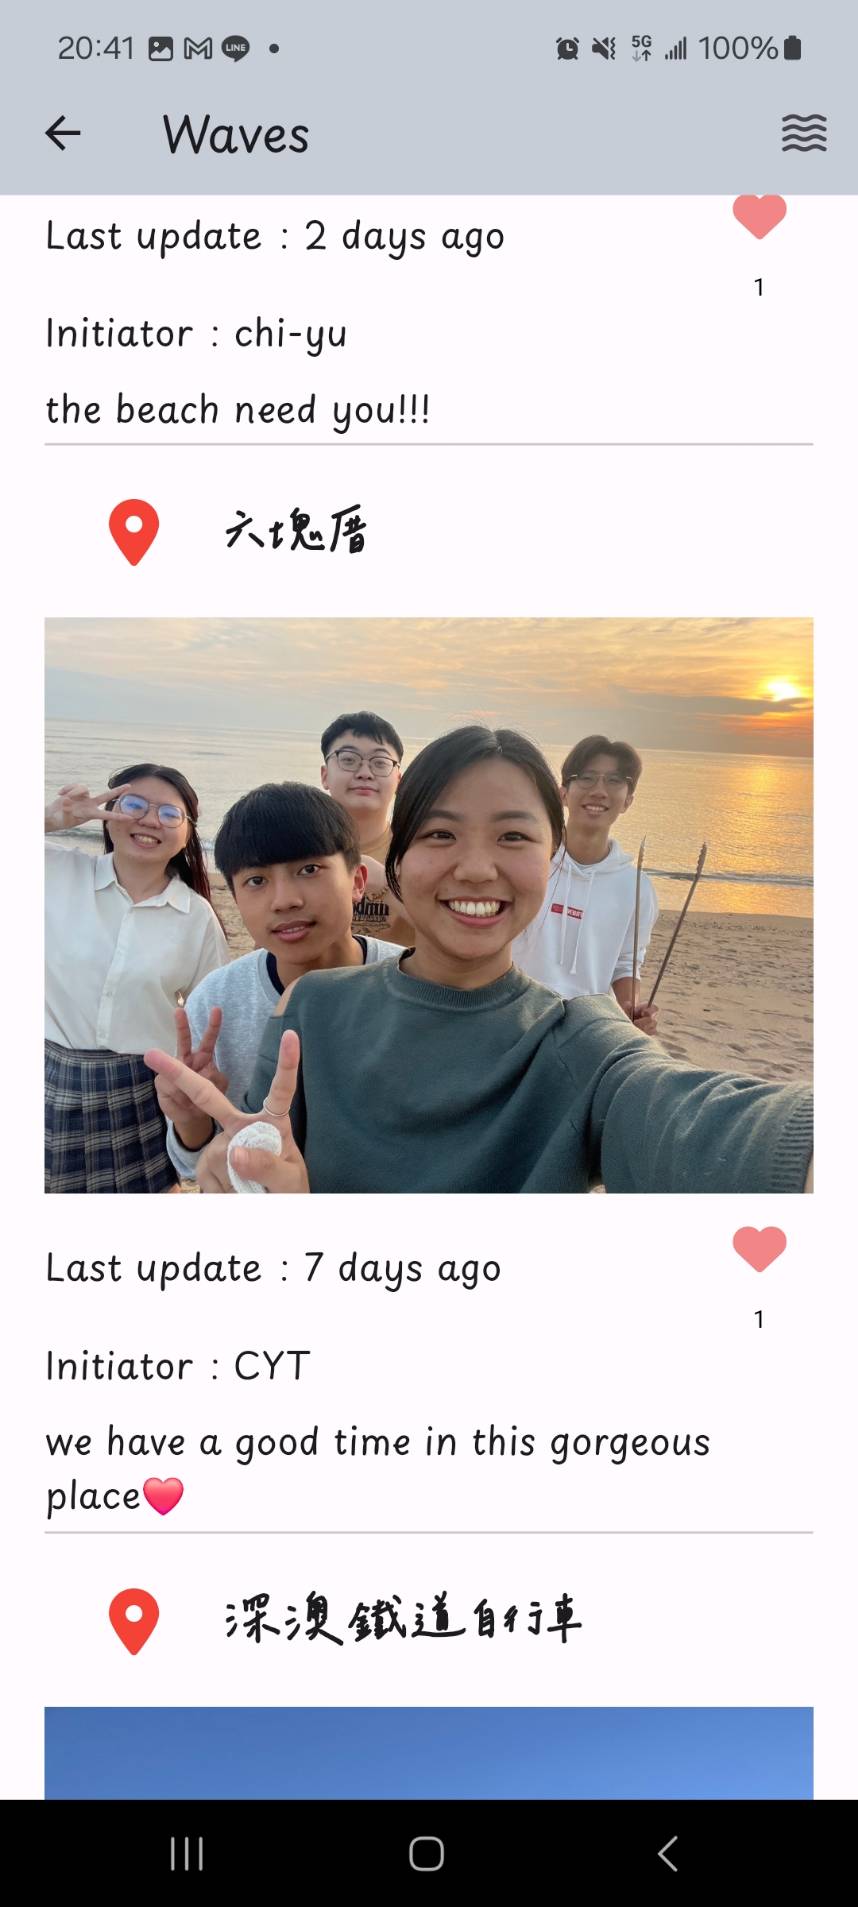 20:41
LINE
5G
100%
Waves
Last update : 2 days ago
1
Initiator : chi-yu
the beach need you!!!
六塊厝
Last update : 7 days ago
1
Initiator : CYT
we have a good time in this gorgeous
place❤️
深澳鐵道自行車